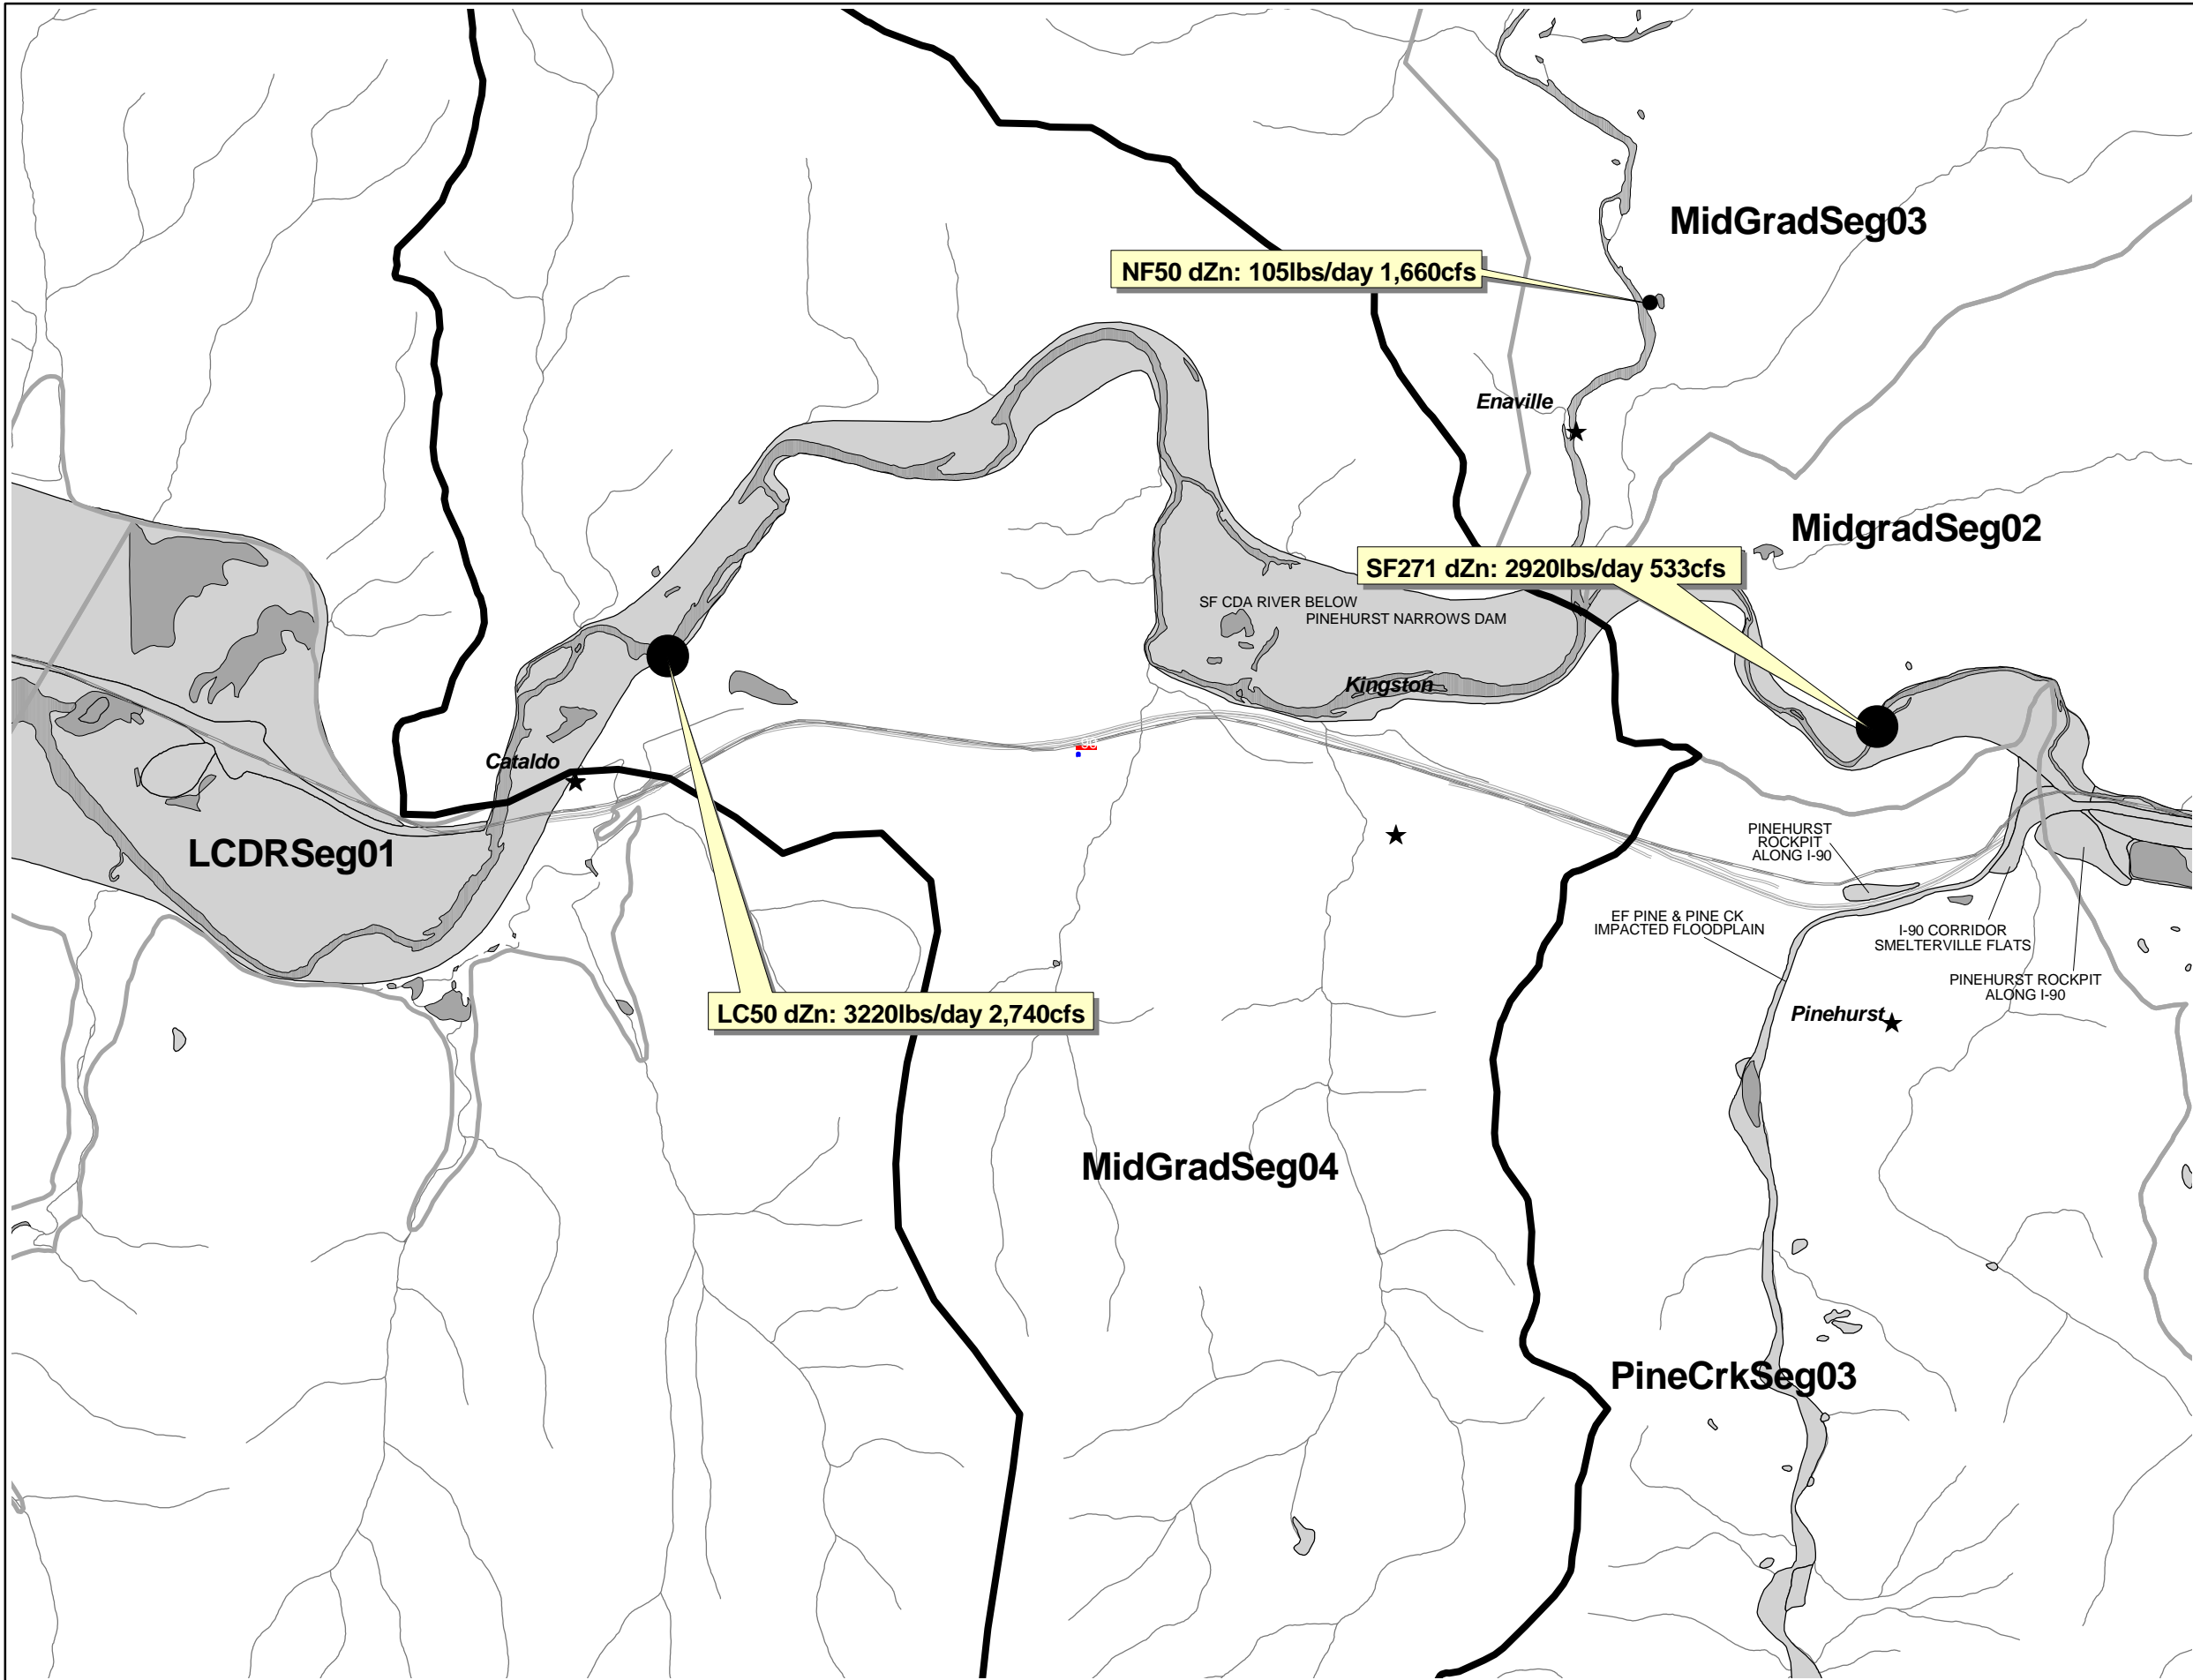 MidGradSeg03
NF50 dZn: 105lbs/day 1,660cfs
Enaville
MidgradSeg02
SF271 dZn: 2920lbs/day 533cfs
SF CDA RIVER BELOW
PINEHURST NARROWS DAM
Kingston
Cataldo
LCDRSeg01
PINEHURST
ROCKPIT
ALONG I-90
EF PINE & PINE CK
IMPACTED FLOODPLAIN
I-90 CORRIDOR
SMELTERVILLE FLATS
PINEHURST ROCKPIT
ALONG I-90
Pinehurst
LC50 dZn: 3220lbs/day 2,740cfs
MidGradSeg04
PineCrkSeg03